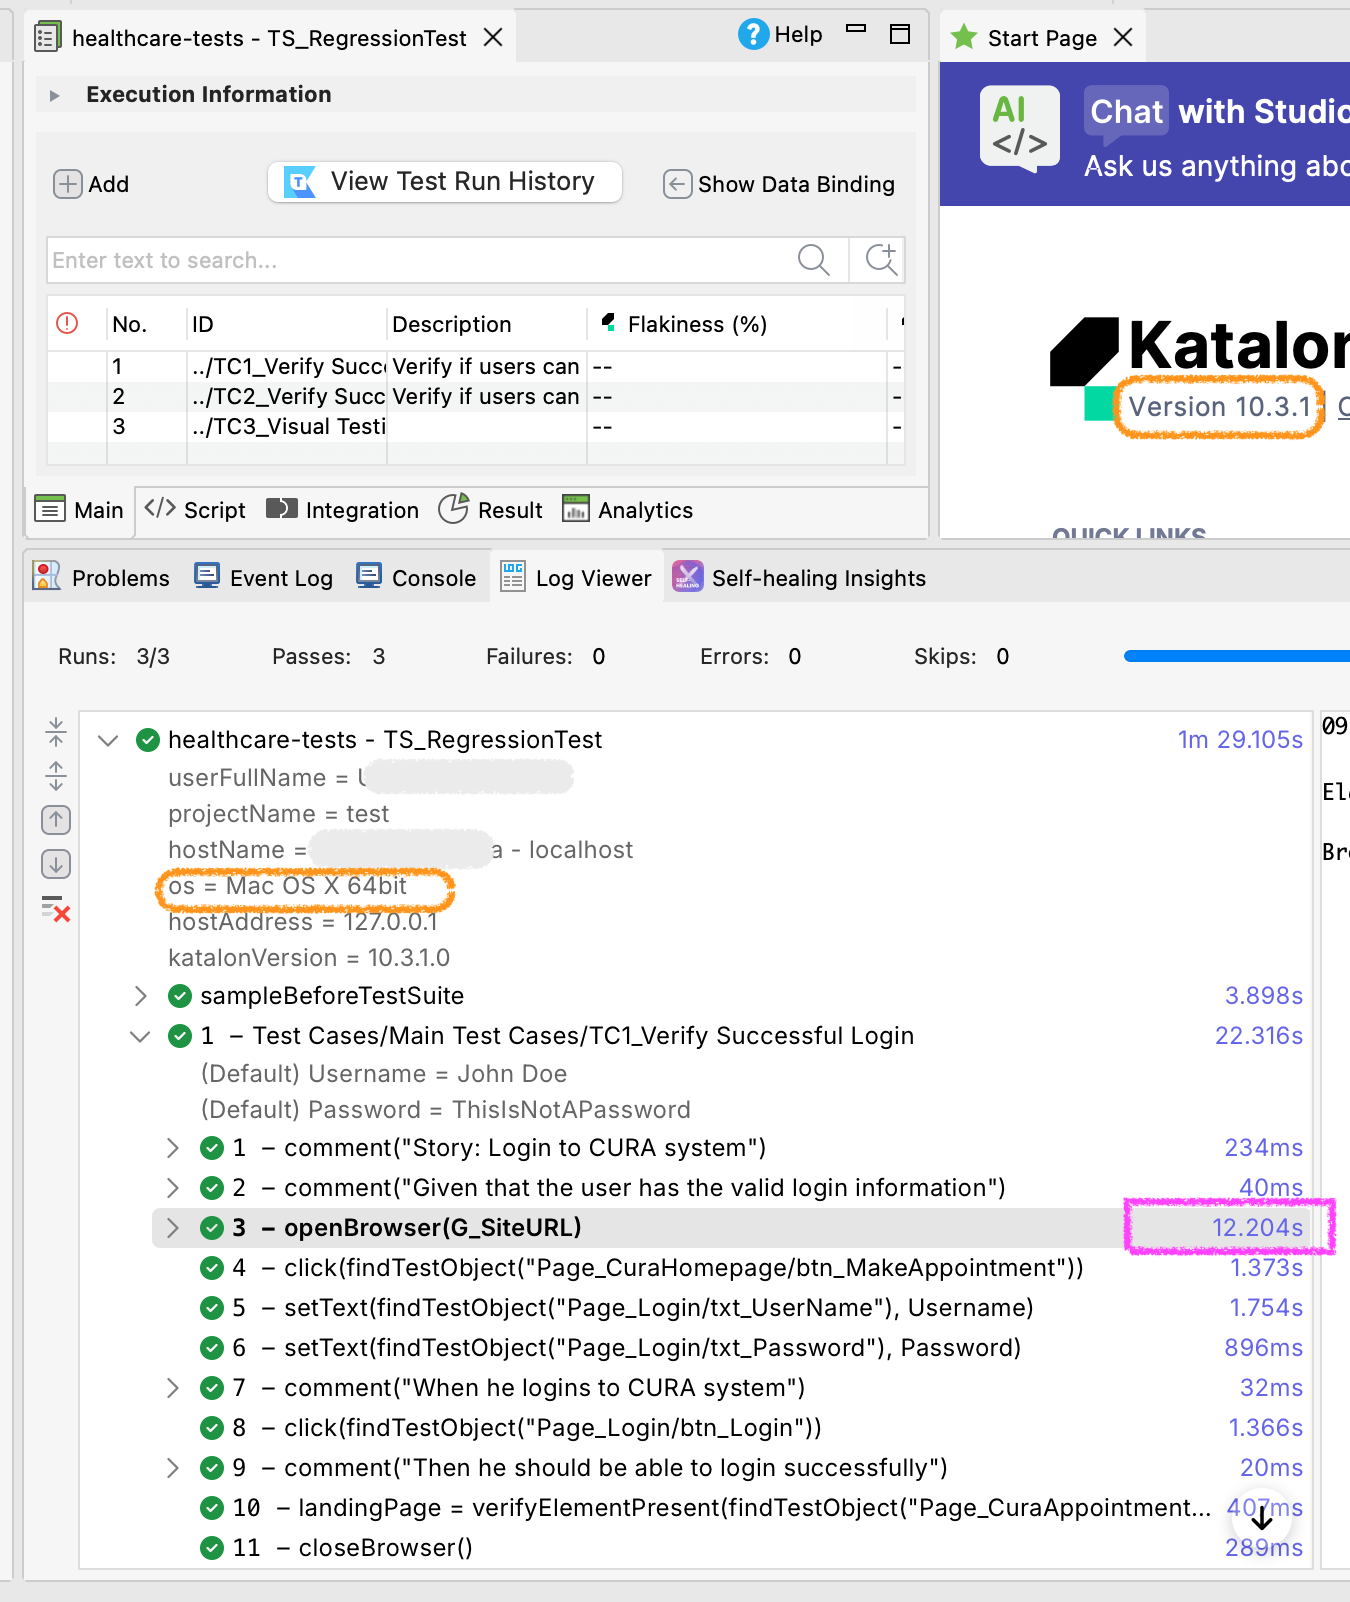 healthcare-tests - TS_RegressionTest
Help
Start Page
Execution Information
AI
</>
Chat with Studio
Ask us anything abo
Add
View Test Run History
Show Data Binding
Enter text to search...
No.
ID
Description
Flakiness (%)
1
../TC1_Verify Succ
Verify if users can
--
-
2
../TC2_Verify Succ
Verify if users can
--
-
3
../TC3_Visual Testi
--
-
Katalon
Version 10.3.1
QUICK LINKS
Main
</> Script
Integration
Result
Analytics
Problems
Event Log
Console
LOG
Log Viewer
SELF-HEALING
Self-healing Insights
Runs: 3/3
Passes: 3
Failures: 0
Errors: 0
Skips: 0
healthcare-tests - TS_RegressionTest
1m 29.105s
09
userFullName =
projectName = test
El
hostName = a - localhost
Br
os = Mac OS X 64bit
hostAddress = 127.0.0.1
katalonVersion = 10.3.1.0
sampleBeforeTestSuite
3.898s
1 – Test Cases/Main Test Cases/TC1_Verify Successful Login
22.316s
(Default) Username = John Doe
(Default) Password = ThisIsNotAPassword
1 – comment("Story: Login to CURA system")
234ms
2 – comment("Given that the user has the valid login information")
40ms
3 – openBrowser(G_SiteURL)
12.204s
4 – click(findTestObject("Page_CuraHomepage/btn_MakeAppointment"))
1.373s
5 – setText(findTestObject("Page_Login/txt_UserName"), Username)
1.754s
6 – setText(findTestObject("Page_Login/txt_Password"), Password)
896ms
7 – comment("When he logins to CURA system")
32ms
8 – click(findTestObject("Page_Login/btn_Login"))
1.366s
9 – comment("Then he should be able to login successfully")
20ms
10 – landingPage = verifyElementPresent(findTestObject("Page_CuraAppointment...
407ms
11 – closeBrowser()
289ms